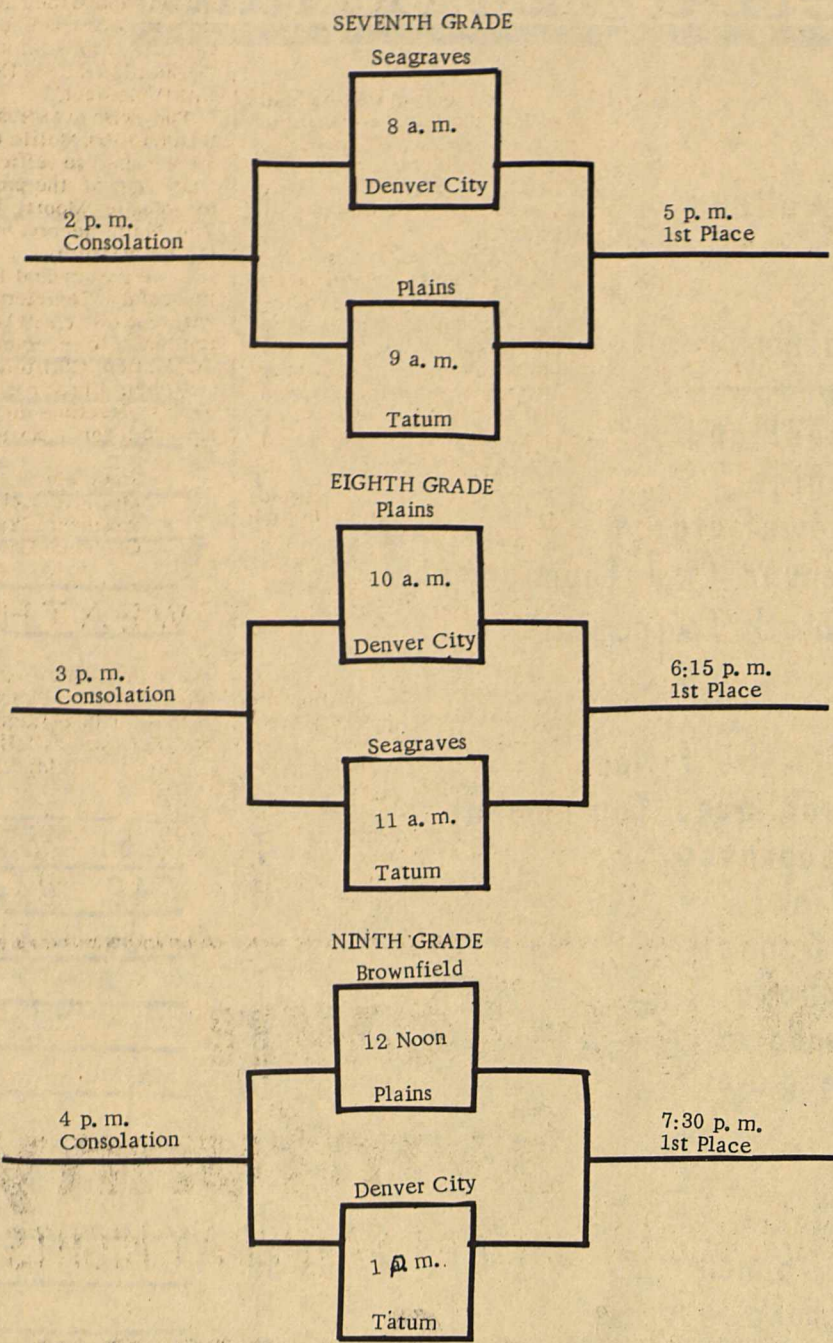 SEVENTH GRADE
Seagraves
8 a. m.
Denver City
2 p. m.
Consolation
5 p. m.
1st Place
Plains
9 a. m.
Tatum
EIGHTH GRADE
Plains
10 a. m.
Denver City
3 p. m.
Consolation
6:15 p. m.
1st Place
Seagraves
11 a. m.
Tatum
NINTH GRADE
Brownfield
12 Noon
Plains
4 p. m.
Consolation
7:30 p. m.
1st Place
Denver City
1 p. m.
Tatum